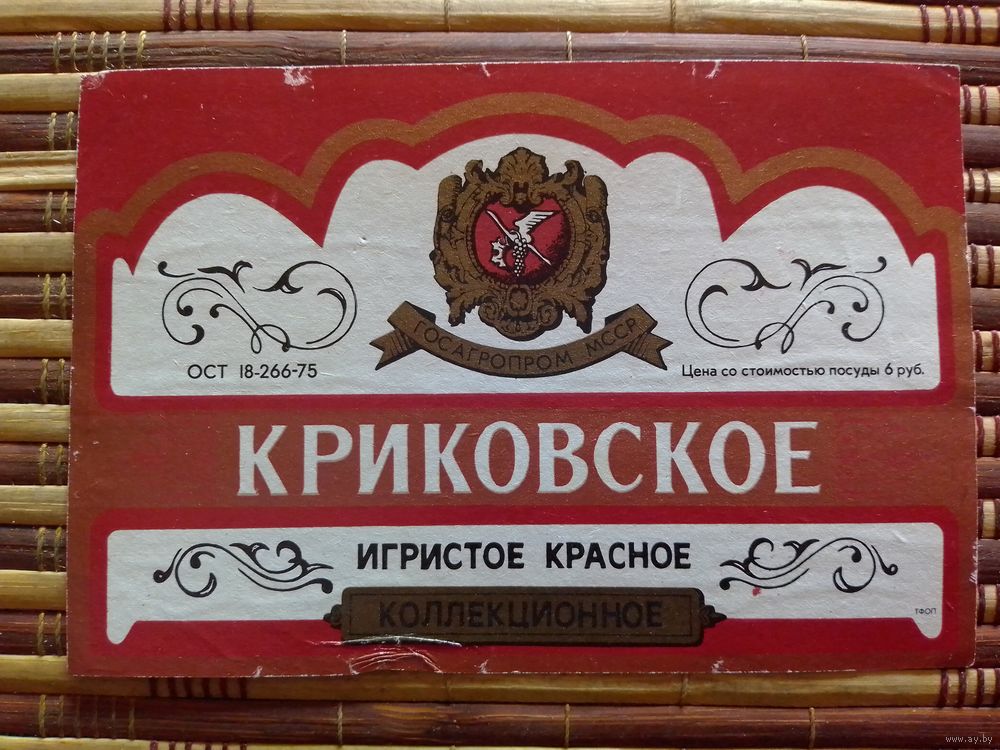 ГОСАГРОПРОМ МССР
ОСТ 18-266-75
Цена со стоимостью посуды 6 руб.
КРИКОВСКОЕ
ИГРИСТОЕ КРАСНОЕ
КОЛЛЕКЦИОННОЕ
ТФОП
www.ay.by